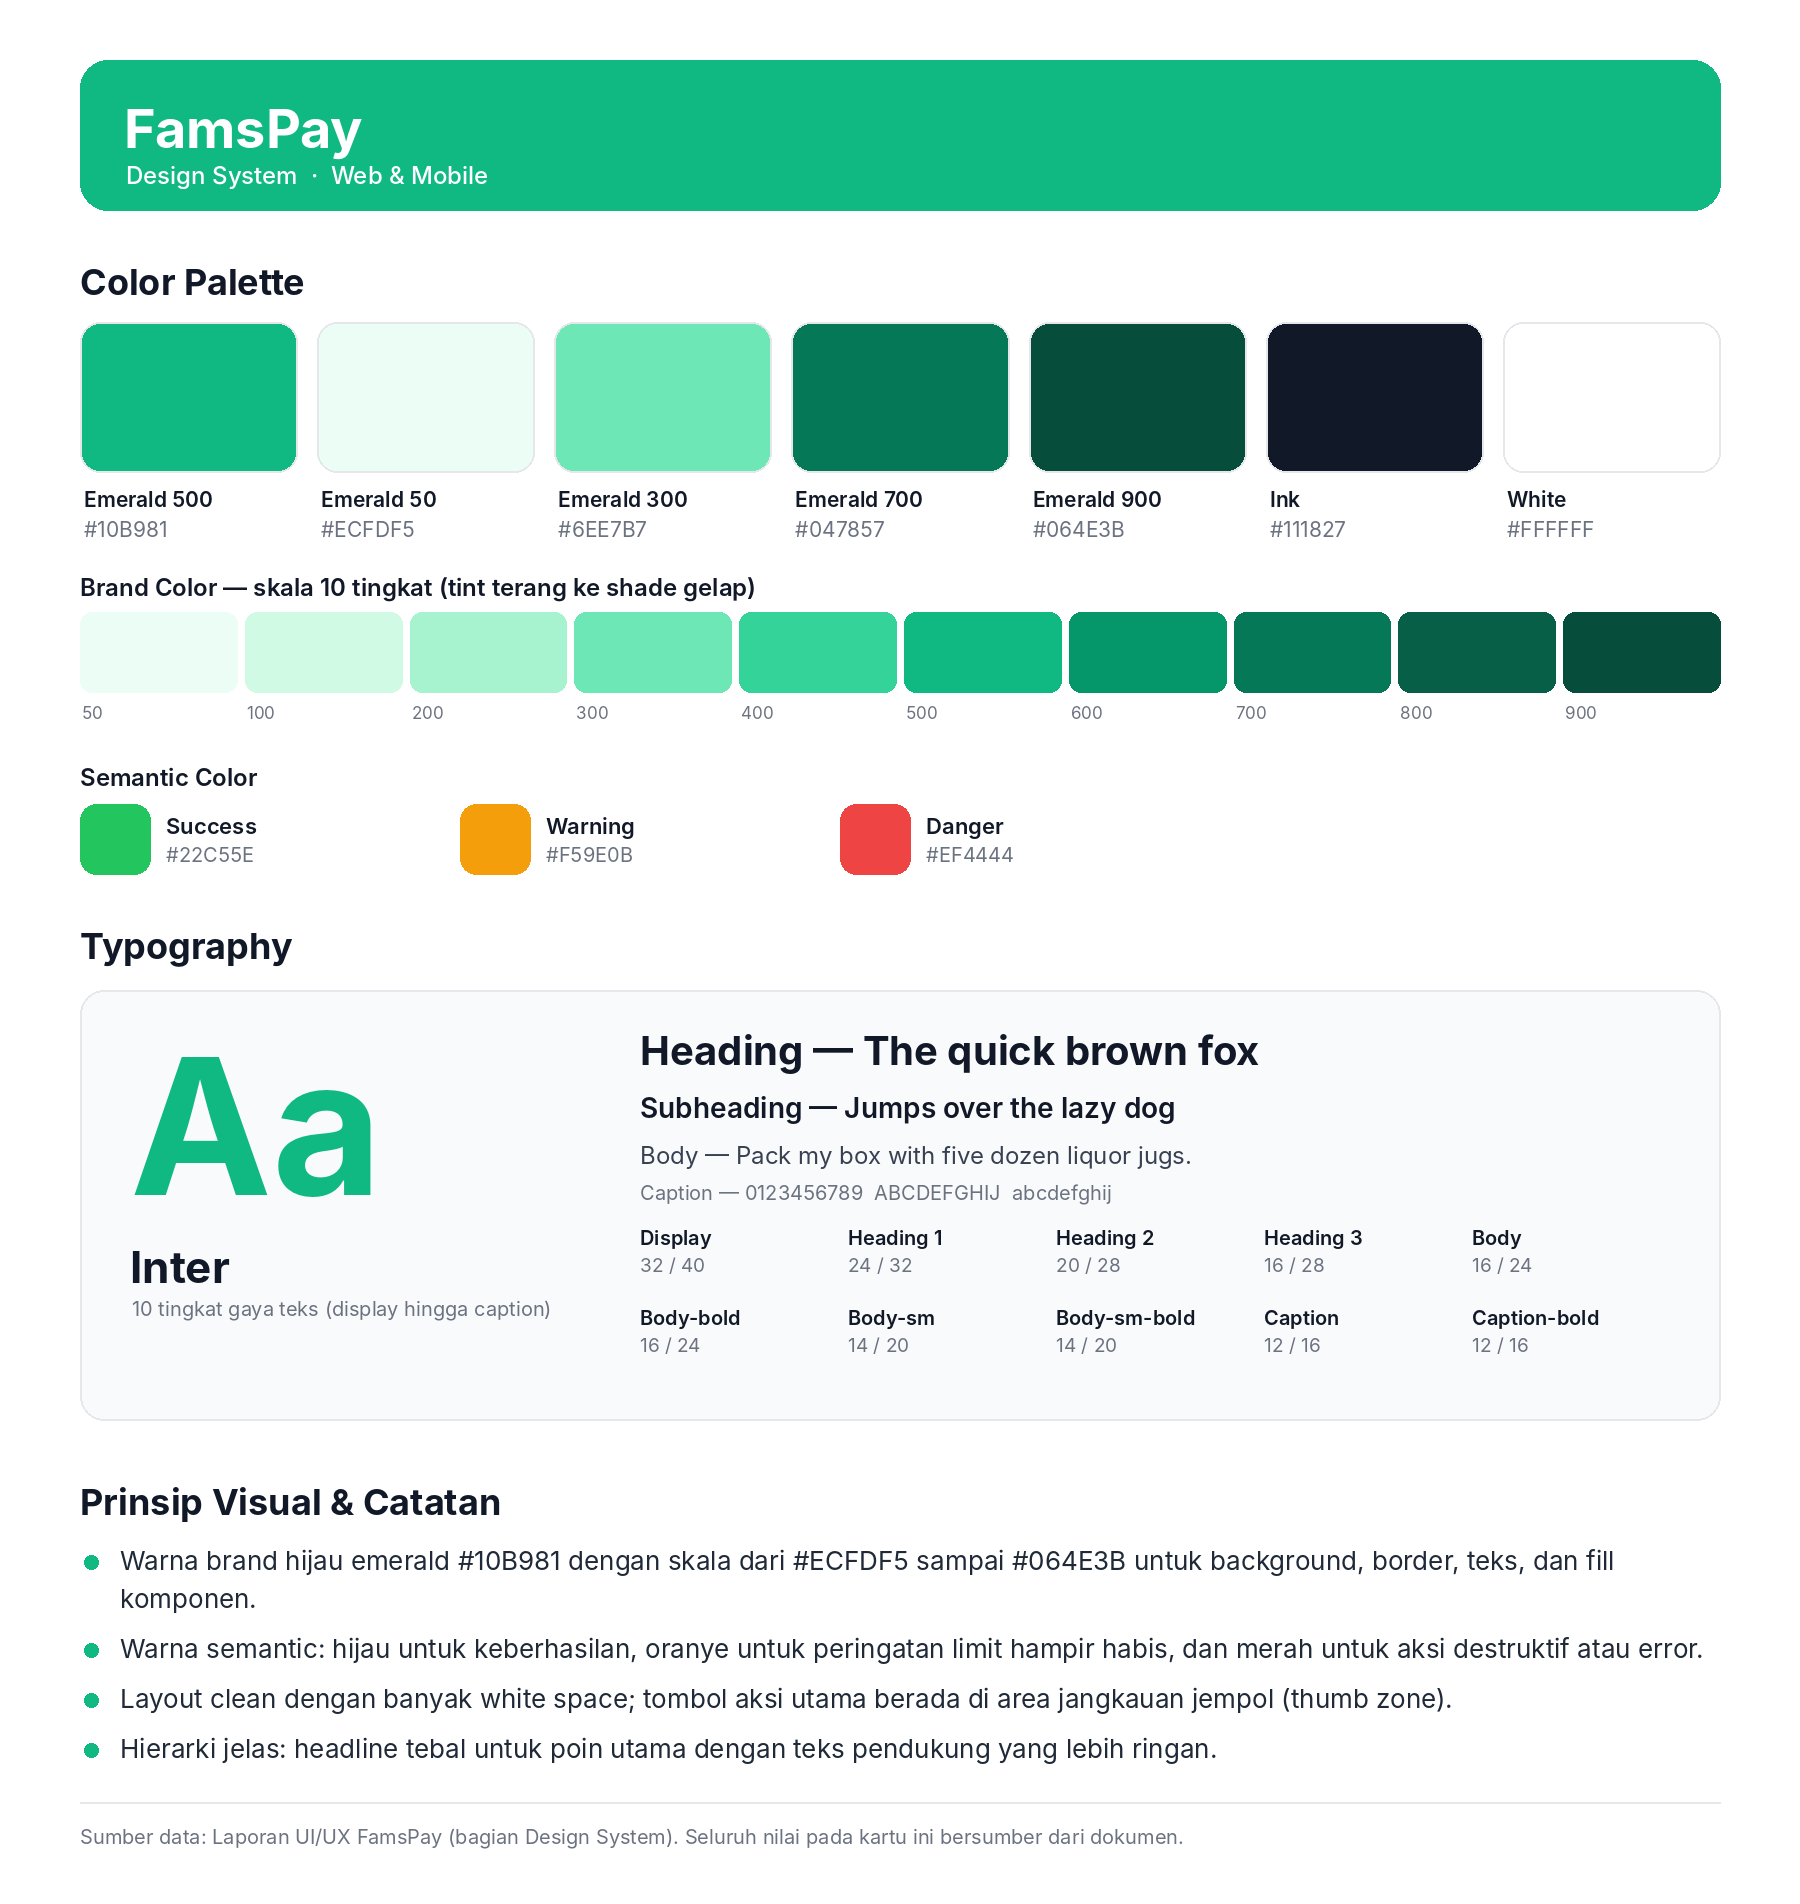 FamsPay
Design System · Web & Mobile
Color Palette
Emerald 500
#10B981
Emerald 50
#ECFDF5
Emerald 300
#6EE7B7
Emerald 700
#047857
Emerald 900
#064E3B
Ink
#111827
White
#FFFFFF
Brand Color — skala 10 tingkat (tint terang ke shade gelap)
50 100 200 300 400 500 600 700 800 900
Semantic Color
Success
#22C55E
Warning
#F59E0B
Danger
#EF4444
Typography
Aa
Inter
10 tingkat gaya teks (display hingga caption)
Heading — The quick brown fox
Subheading — Jumps over the lazy dog
Body — Pack my box with five dozen liquor jugs.
Caption — 0123456789 ABCDEFGHIJ abcdefghij
Display
32 / 40
Heading 1
24 / 32
Heading 2
20 / 28
Heading 3
16 / 28
Body
16 / 24
Body-bold
16 / 24
Body-sm
14 / 20
Body-sm-bold
14 / 20
Caption
12 / 16
Caption-bold
12 / 16
Prinsip Visual & Catatan
Warna brand hijau emerald #10B981 dengan skala dari #ECFDF5 sampai #064E3B untuk background, border, teks, dan fill
komponen.
Warna semantic: hijau untuk keberhasilan, oranye untuk peringatan limit hampir habis, dan merah untuk aksi destruktif atau error.
Layout clean dengan banyak white space; tombol aksi utama berada di area jangkauan jempol (thumb zone).
Hierarki jelas: headline tebal untuk poin utama dengan teks pendukung yang lebih ringan.
Sumber data: Laporan UI/UX FamsPay (bagian Design System). Seluruh nilai pada kartu ini bersumber dari dokumen.